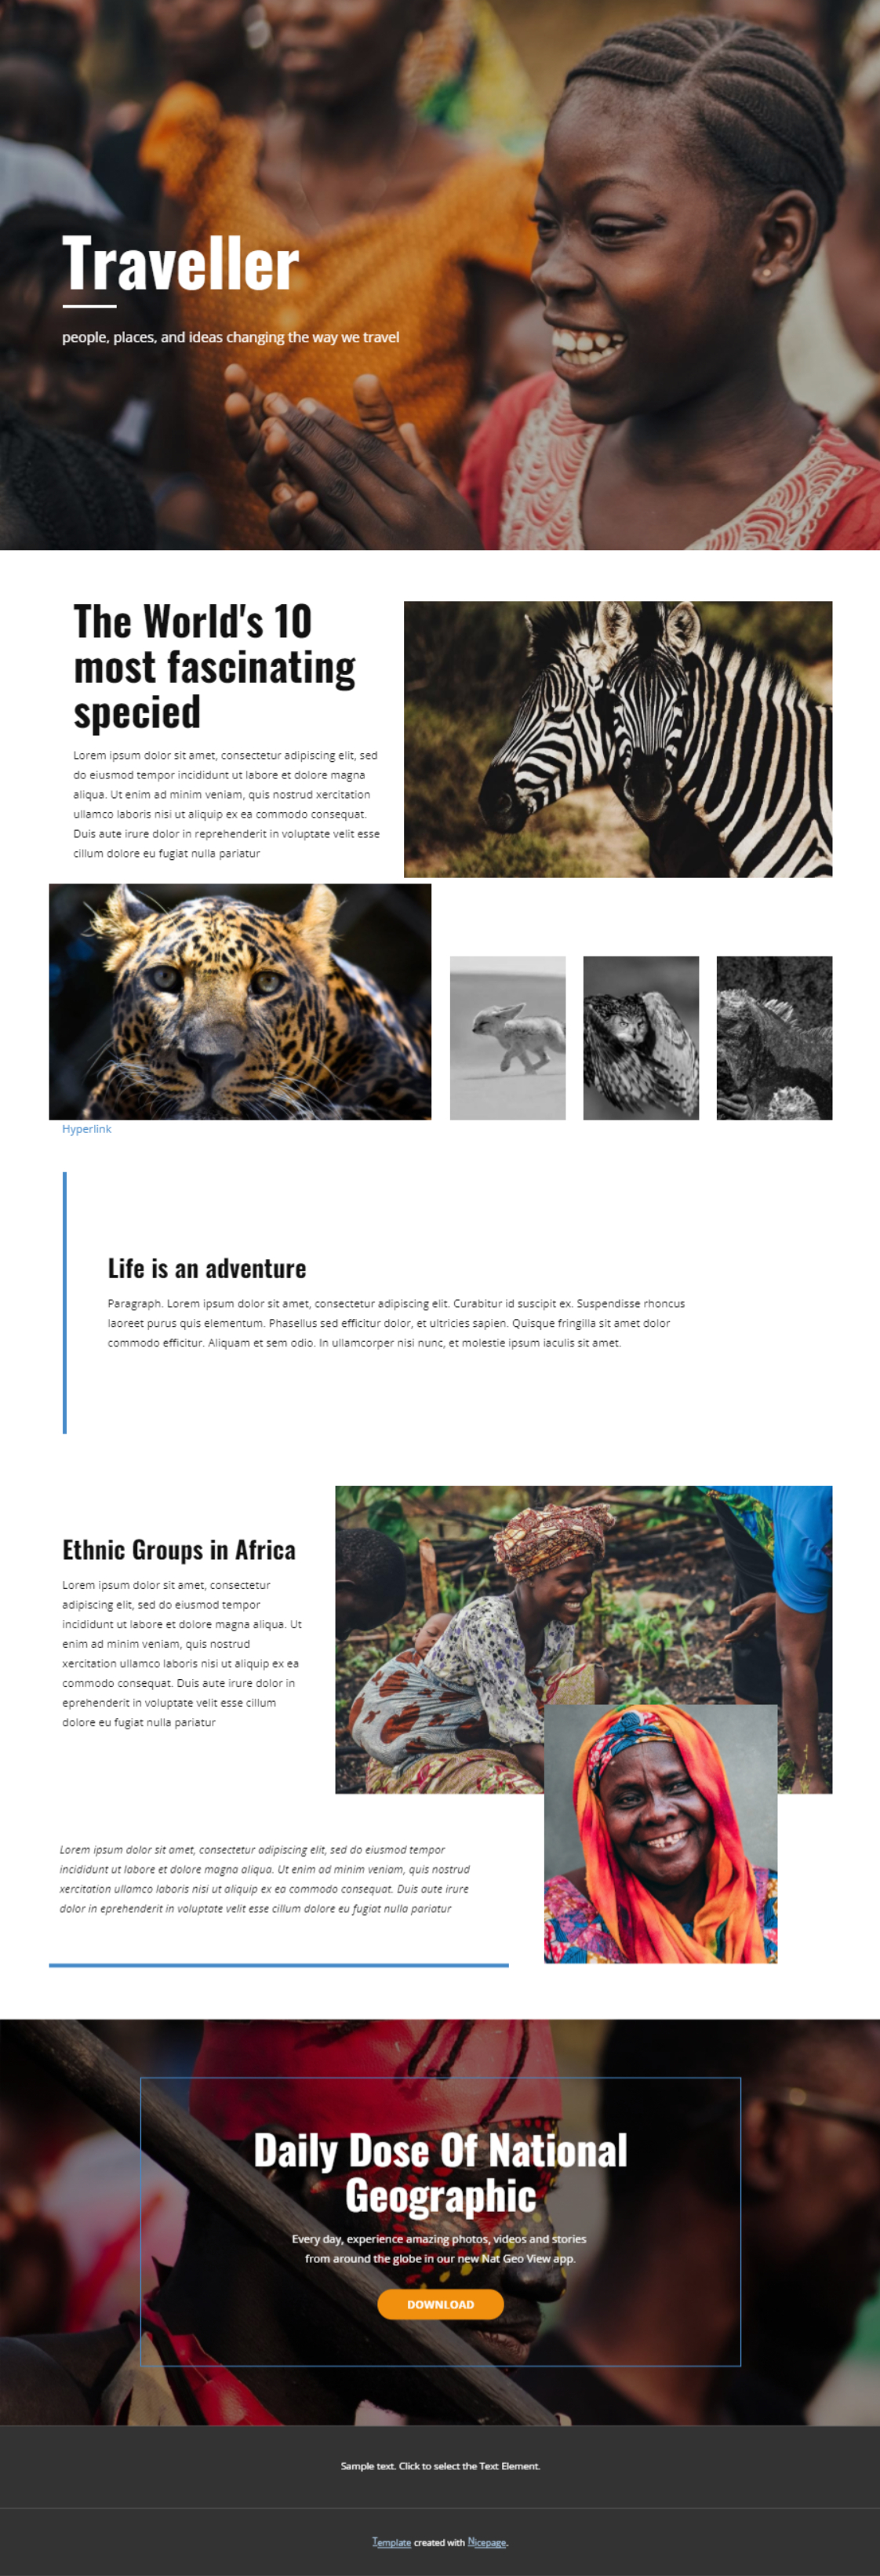 Traveller
people, places, and ideas changing the way we travel
The World's 10
most fascinating
specied
Lorem ipsum dolor sit amet, consectetur adipiscing elit, sed
do eiusmod tempor incididunt ut labore et dolore magna
aliqua. Ut enim ad minim veniam, quis nostrud xercitation
ullamco laboris nisi ut aliquip ex ea commodo consequat.
Duis aute irure dolor in reprehenderit in voluptate velit esse
cillum dolore eu fugiat nulla pariatur
Hyperlink
Life is an adventure
Paragraph. Lorem ipsum dolor sit amet, consectetur adipiscing elit. Curabitur id suscipit ex. Suspendisse rhoncus
laoreet purus quis elementum. Phasellus sed efficitur dolor, et ultricies sapien. Quisque fringilla sit amet dolor
commodo efficitur. Aliquam et sem odio. In ullamcorper nisi nunc, et molestie ipsum iaculis sit amet.
Ethnic Groups in Africa
Lorem ipsum dolor sit amet, consectetur
adipiscing elit, sed do eiusmod tempor
incididunt ut labore et dolore magna aliqua. Ut
enim ad minim veniam, quis nostrud
xercitation ullamco laboris nisi ut aliquip ex ea
commodo consequat. Duis aute irure dolor in
eprehenderit in voluptate velit esse cillum
dolore eu fugiat nulla pariatur
Lorem ipsum dolor sit amet, consectetur adipiscing elit, sed do eiusmod tempor
incididunt ut labore et dolore magna aliqua. Ut enim ad minim veniam, quis nostrud
xercitation ullamco laboris nisi ut aliquip ex ea commodo consequat. Duis aute irure
dolor in eprehenderit in voluptate velit esse cillum dolore eu fugiat nulla pariatur
Daily Dose Of National
Geographic
Every day, experience amazing photos, videos and stories
from around the globe in our new Nat Geo View app.
DOWNLOAD
Sample text. Click to select the Text Element.
Template created with Nicepage.